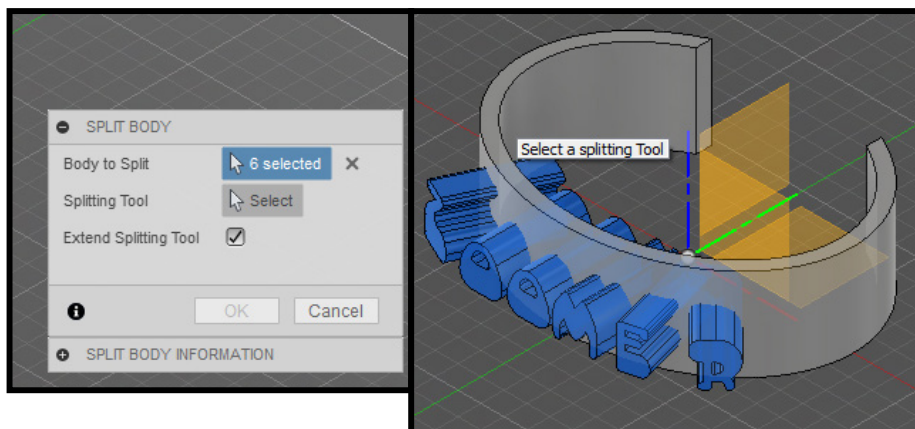 SPLIT BODY
Body to Split 6 selected
Splitting Tool Select
Extend Splitting Tool
OK Cancel
SPLIT BODY INFORMATION
Select a splitting Tool